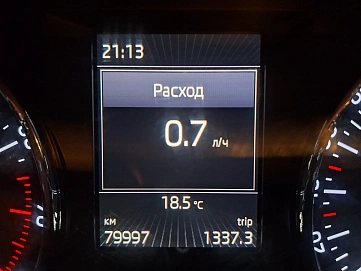 21:13
Расход
0.7 л/ч
18.5 °C
км trip
79997 1337.3